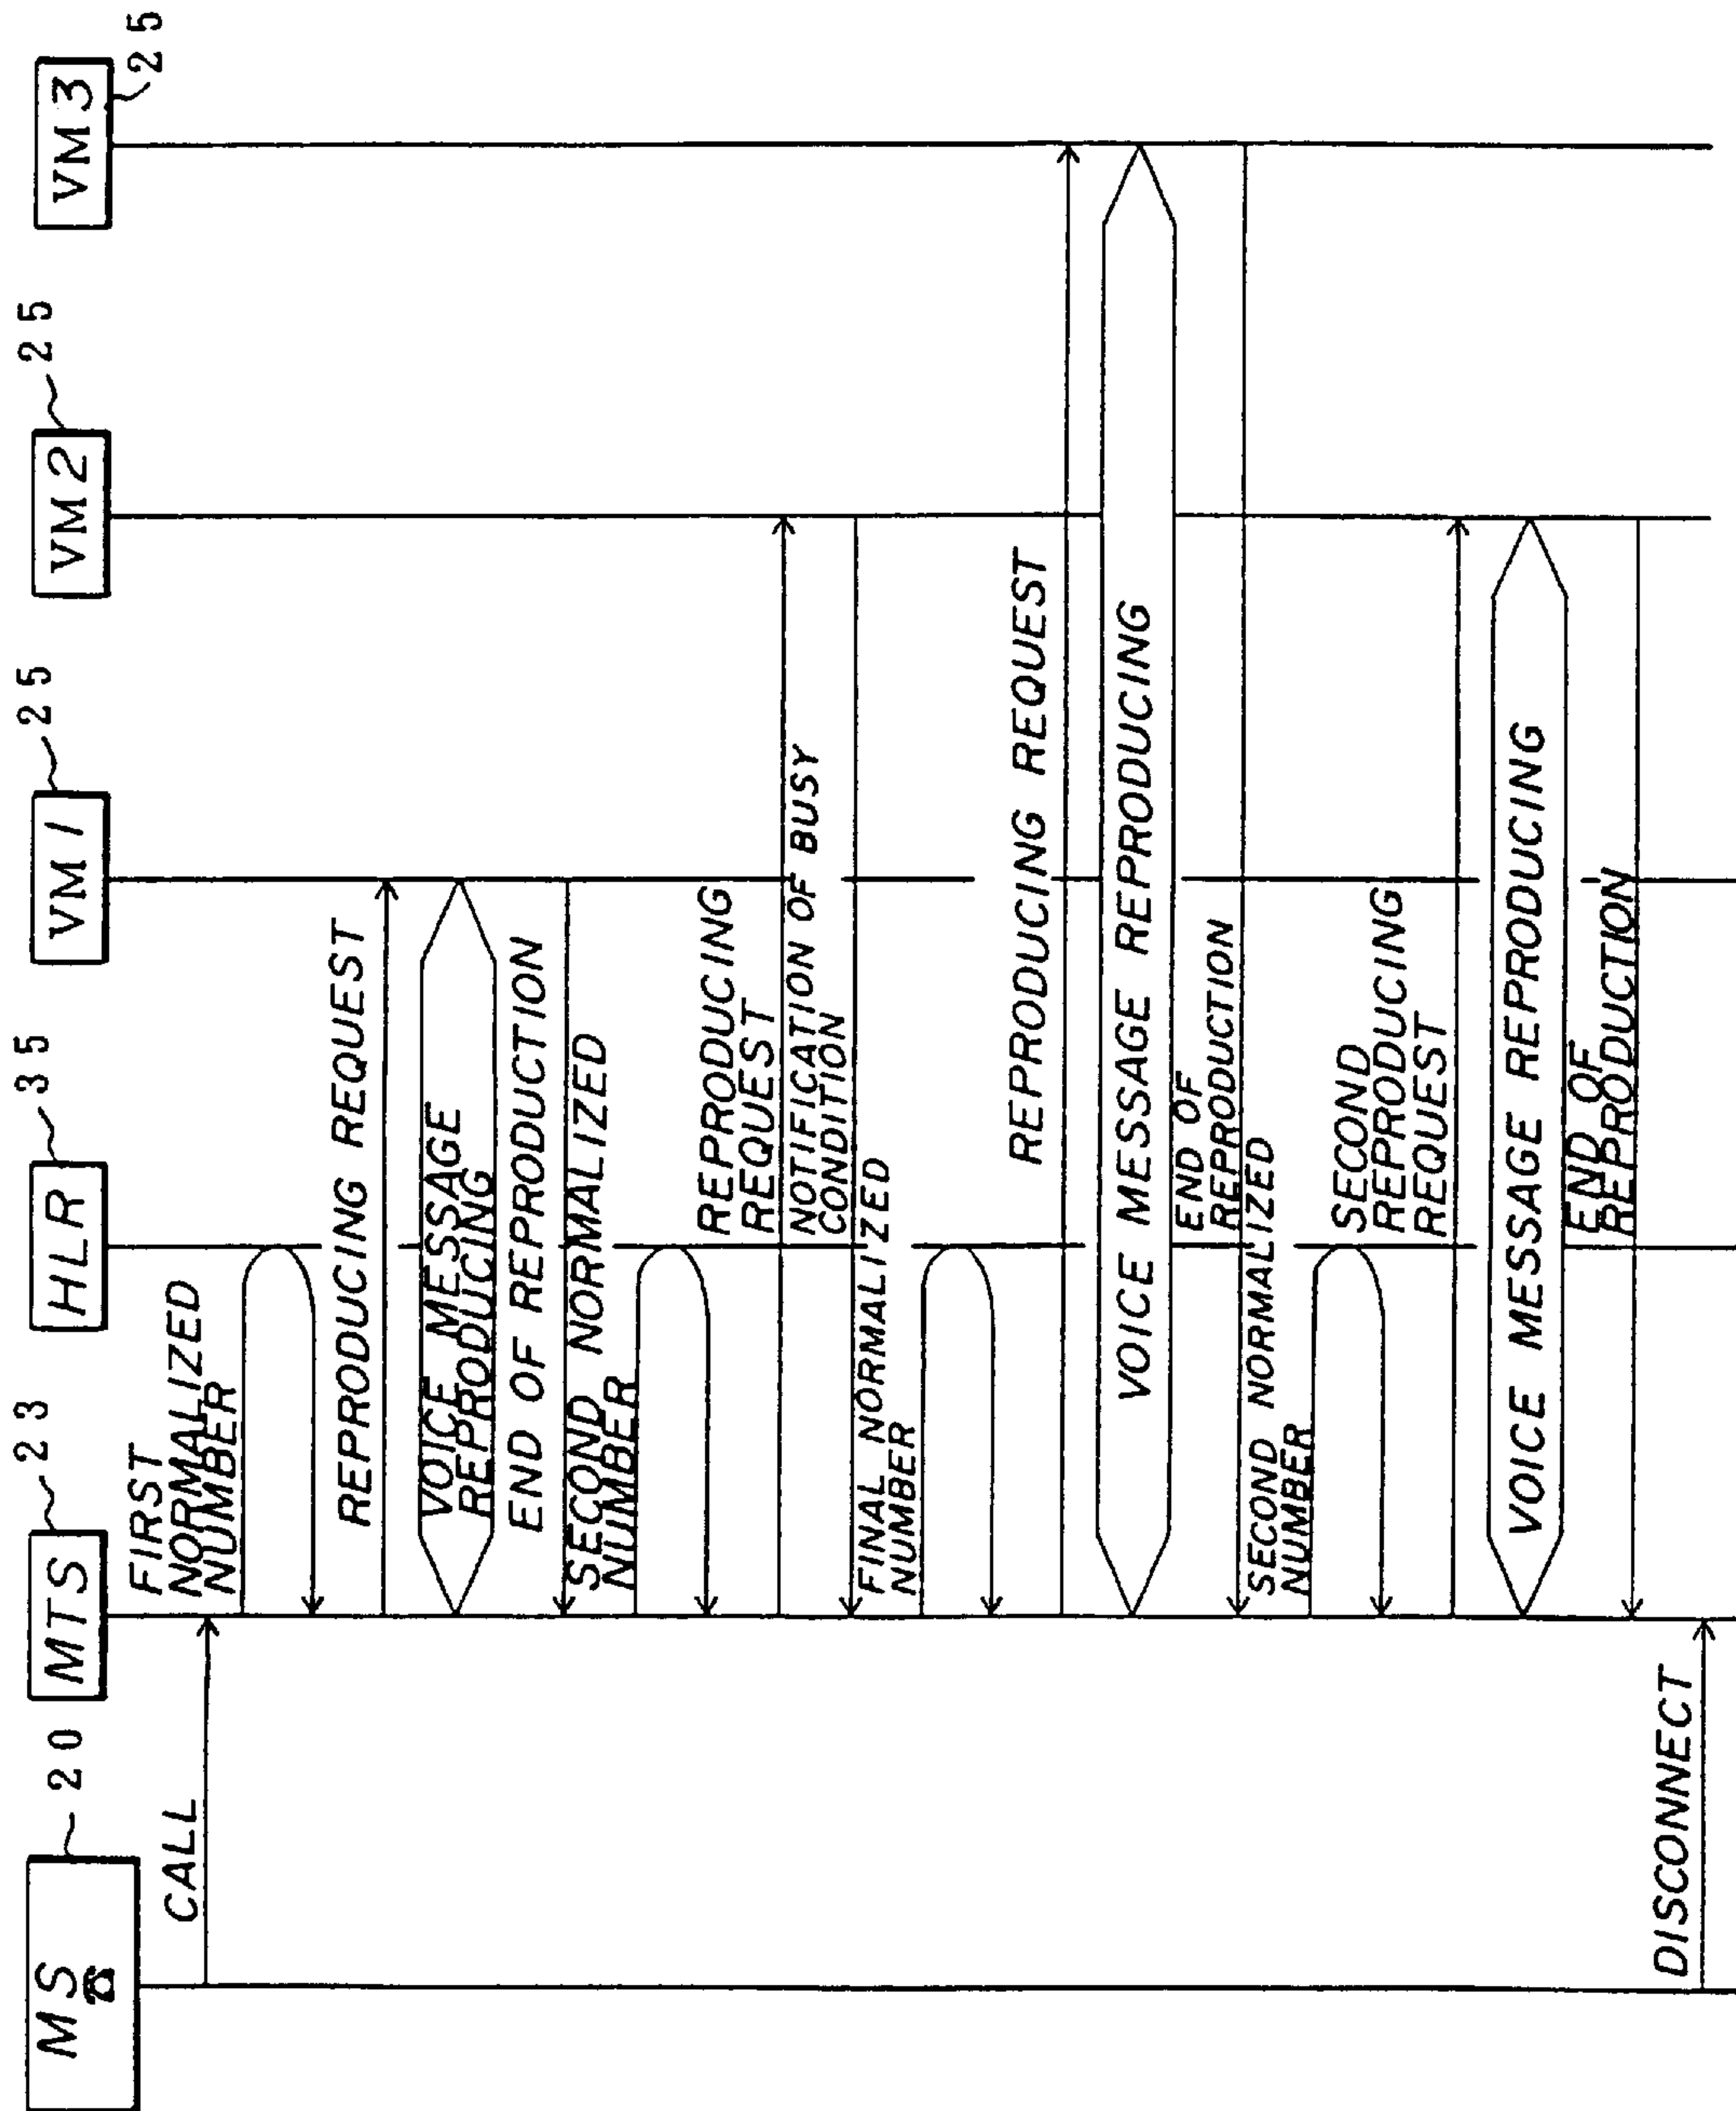 MS
20
MTS
23
HLR
35
VM1
25
VM2
25
VM3
25
CALL
FIRST
NORMALIZED
NUMBER
REPRODUCING REQUEST
VOICE MESSAGE
REPRODUCING
END OF REPRODUCTION
SECOND NORMALIZED
NUMBER
REPRODUCING
REQUEST
NOTIFICATION OF BUSY
CONDITION
FINAL NORMALIZED
NUMBER
REPRODUCING REQUEST
VOICE MESSAGE REPRODUCING
END OF
REPRODUCTION
SECOND NORMALIZED
NUMBER
SECOND
REPRODUCING
REQUEST
VOICE MESSAGE REPRODUCING
END OF
REPRODUCTION
DISCONNECT